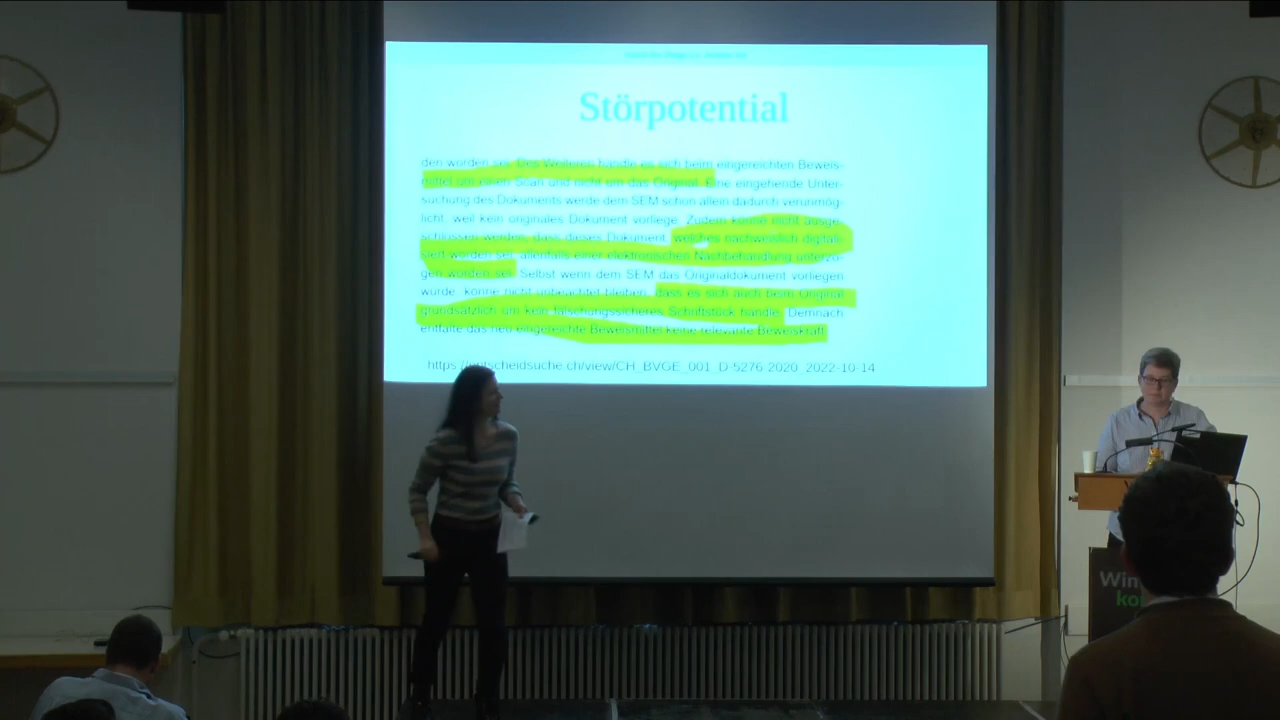 Störpotential
den worden sei. Des Weiteren handle es sich beim eingereichten Beweis-
mittel um einen Scan und nicht um das Original. Eine eingehende Unter-
suchung des Dokuments werde dem SEM schon allein dadurch verunmög-
licht, weil kein originales Dokument vorliege. Zudem könne nicht ausge-
schlossen werden, dass dieses Dokument, welches nachweislich digitali-
siert worden sei, allenfalls einer elektronischen Nachbehandlung unterzo-
gen worden sei. Selbst wenn dem SEM das Originaldokument vorliegen
würde, könne nicht unbeachtet bleiben, dass es sich auch beim Original
grundsätzlich um kein fälschungssicheres Schriftstück handle. Demnach
entfalte das neu eingereichte Beweismittel keine relevante Beweiskraft.
https://entscheidsuche.ch/view/CH_BVGE_001_D-5276.2020_2022-10-14
Win
ko